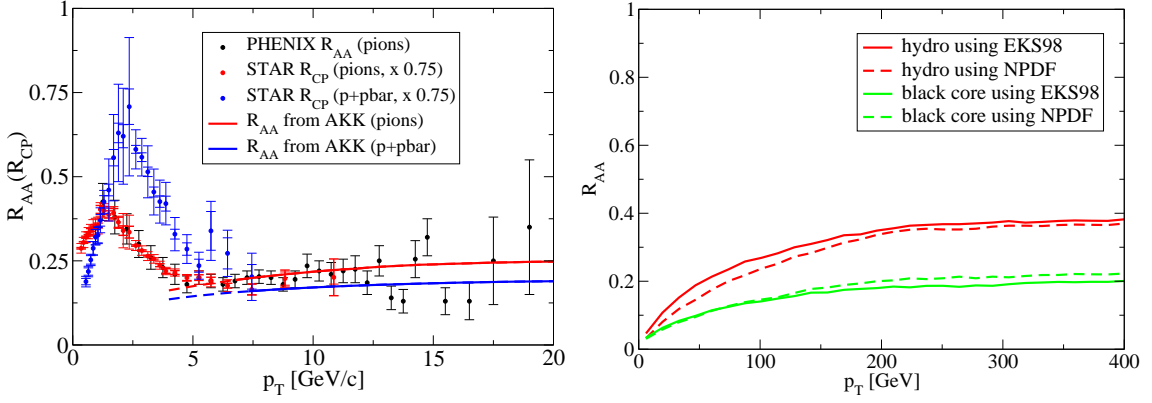 1
0.75
0.5
0.25
0
R_AA(R_CP)
PHENIX R_AA (pions)
STAR R_CP (pions, x 0.75)
STAR R_CP (p+pbar, x 0.75)
R_AA from AKK (pions)
R_AA from AKK (p+pbar)
0 5 10 15 20
p_T [GeV/c]
1
0.8
0.6
0.4
0.2
0
R_AA
hydro using EKS98
hydro using NPDF
black core using EKS98
black core using NPDF
0 100 200 300 400
p_T [GeV]